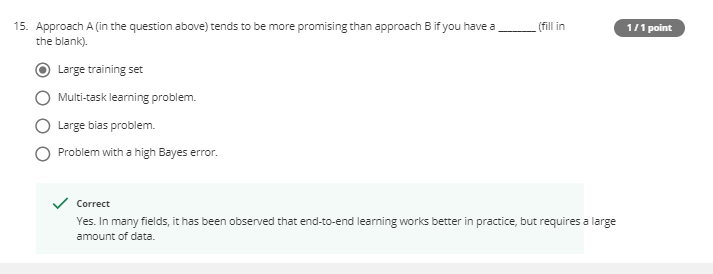 15. Approach A (in the question above) tends to be more promising than approach B if you have a ________ (fill in
the blank).
1 / 1 point
Large training set
Multi-task learning problem.
Large bias problem.
Problem with a high Bayes error.
Correct
Yes. In many fields, it has been observed that end-to-end learning works better in practice, but requires a large
amount of data.